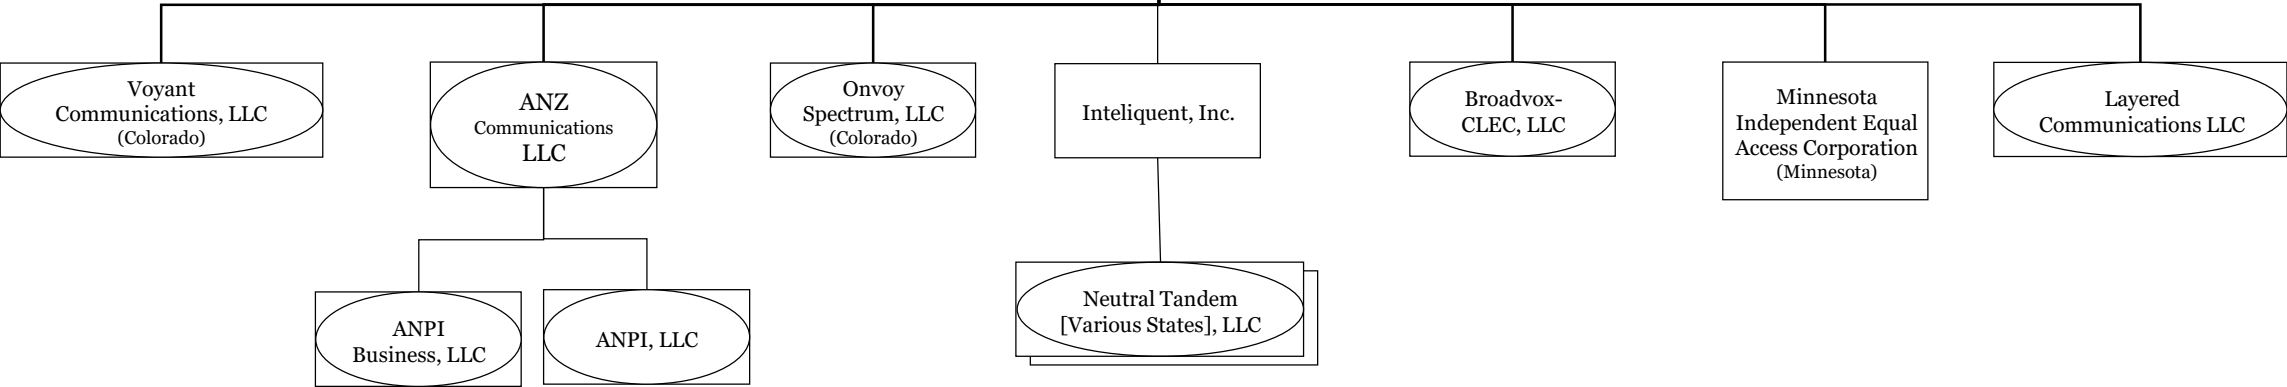 Voyant
Communications, LLC
(Colorado)
ANZ
Communications
LLC
Onvoy
Spectrum, LLC
(Colorado)
Inteliquent, Inc.
Broadvox-
CLEC, LLC
Minnesota
Independent Equal
Access Corporation
(Minnesota)
Layered
Communications LLC
ANPI
Business, LLC
ANPI, LLC
Neutral Tandem
[Various States], LLC